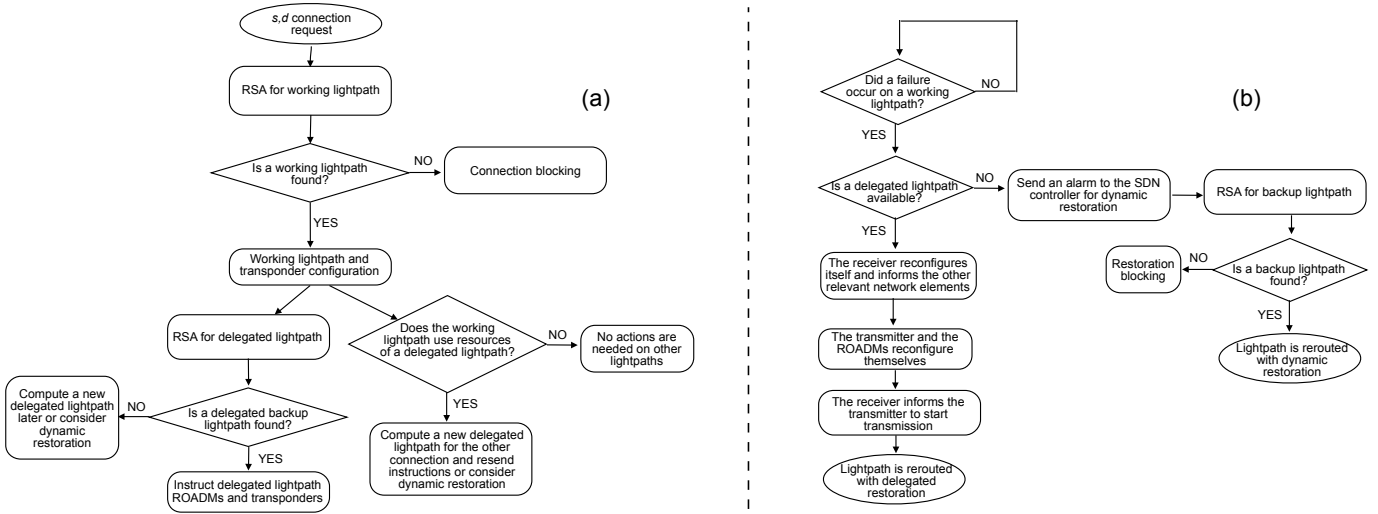 s,d connection
request
RSA for working lightpath
(a)
Is a working lightpath
found?
NO
Connection blocking
YES
Working lightpath and
transponder configuration
RSA for delegated lightpath
Does the working
lightpath use resources
of a delegated lightpath?
NO
No actions are
needed on other
lightpaths
Compute a new
delegated lightpath
later or consider
dynamic
restoration
NO
Is a delegated backup
lightpath found?
YES
Instruct delegated lightpath
ROADMs and transponders
YES
Compute a new delegated
lightpath for the other
connection and resend
instructions or consider
dynamic restoration
Did a failure
occur on a working
lightpath?
NO
(b)
YES
Is a delegated lightpath
available?
NO
Send an alarm to the SDN
controller for dynamic
restoration
RSA for backup lightpath
YES
The receiver reconfigures
itself and informs the other
relevant network elements
Restoration
blocking
NO
Is a backup lightpath
found?
YES
Lightpath is rerouted
with dynamic
restoration
The transmitter and the
ROADMs reconfigure
themselves
The receiver informs the
transmitter to start
transmission
Lightpath is rerouted
with delegated
restoration